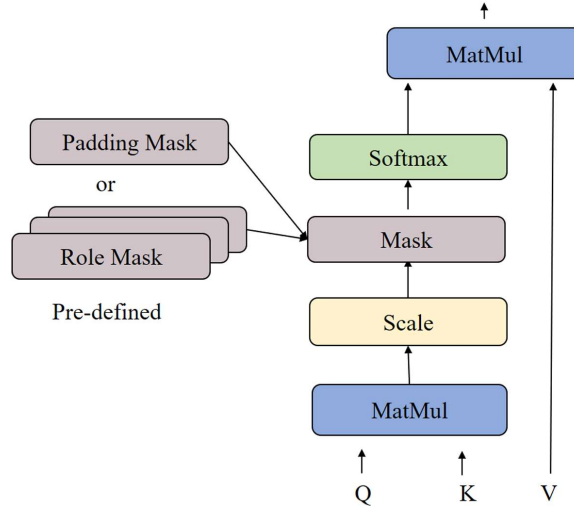 MatMul
Padding Mask
Softmax
or
Mask
Role Mask
Pre-defined
Scale
MatMul
Q K V